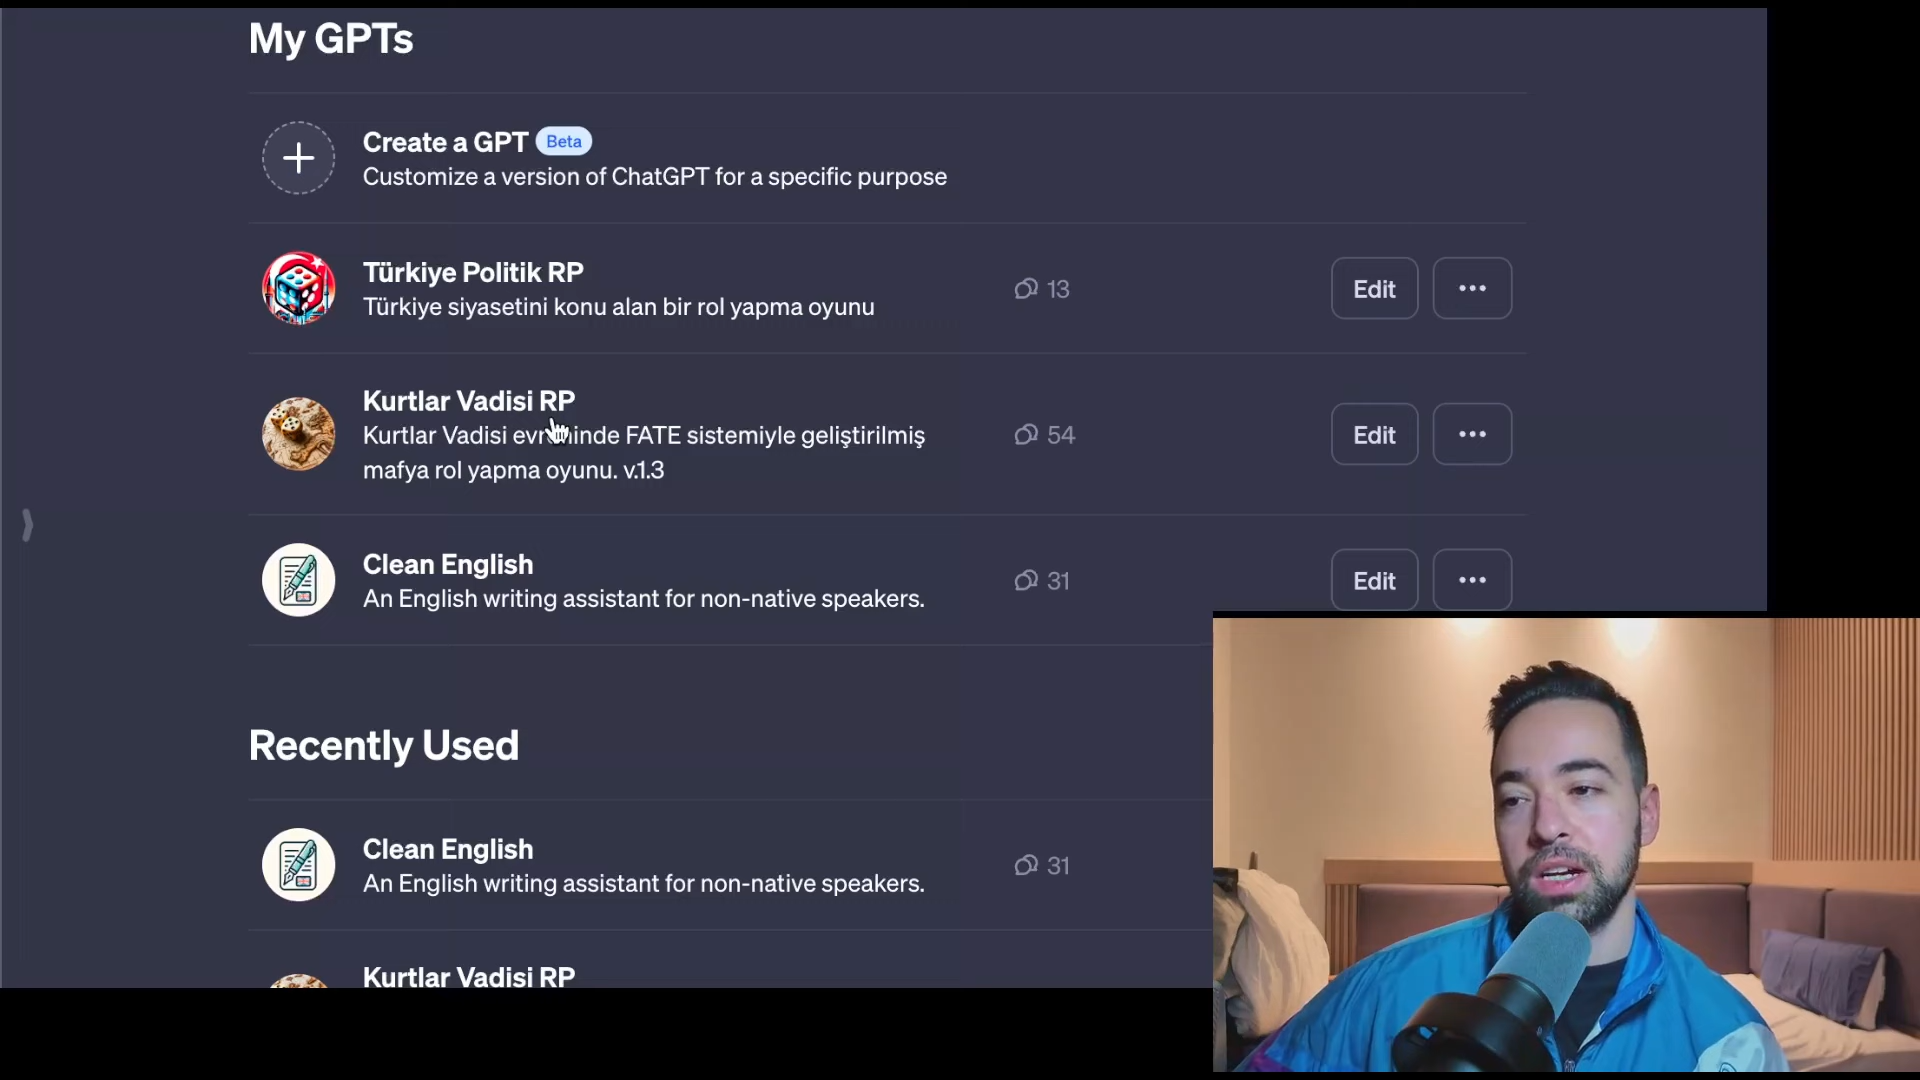 My GPTs
Create a GPT Beta
Customize a version of ChatGPT for a specific purpose
Türkiye Politik RP
Türkiye siyasetini konu alan bir rol yapma oyunu
13
Edit
Kurtlar Vadisi RP
Kurtlar Vadisi evreninde FATE sistemiyle geliştirilmiş
mafya rol yapma oyunu. v.1.3
54
Edit
Clean English
An English writing assistant for non-native speakers.
31
Edit
Recently Used
Clean English
An English writing assistant for non-native speakers.
31
Kurtlar Vadisi RP